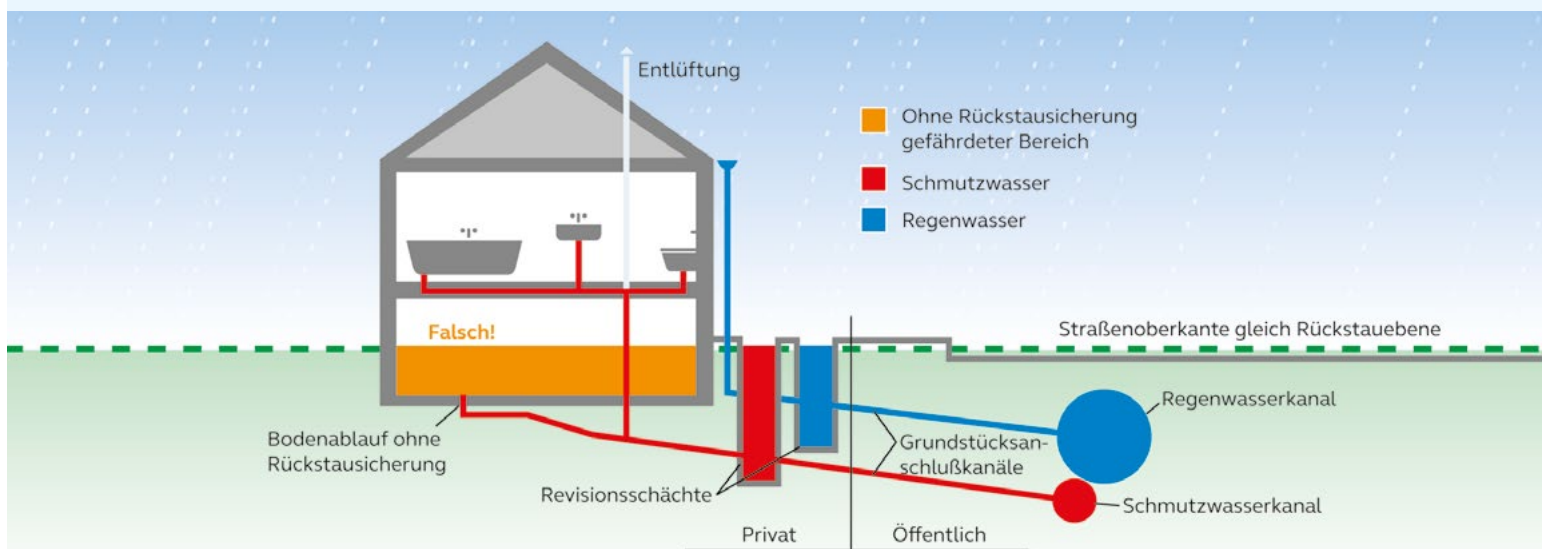 Entlüftung
Ohne Rückstausicherung
gefährdeter Bereich
Schmutzwasser
Regenwasser
Falsch!
Straßenoberkante gleich Rückstauebene
Regenwasserkanal
Bodenablauf ohne
Rückstausicherung
Grundstücksan-
schlußkanäle
Revisionsschächte
Schmutzwasserkanal
Privat
Öffentlich